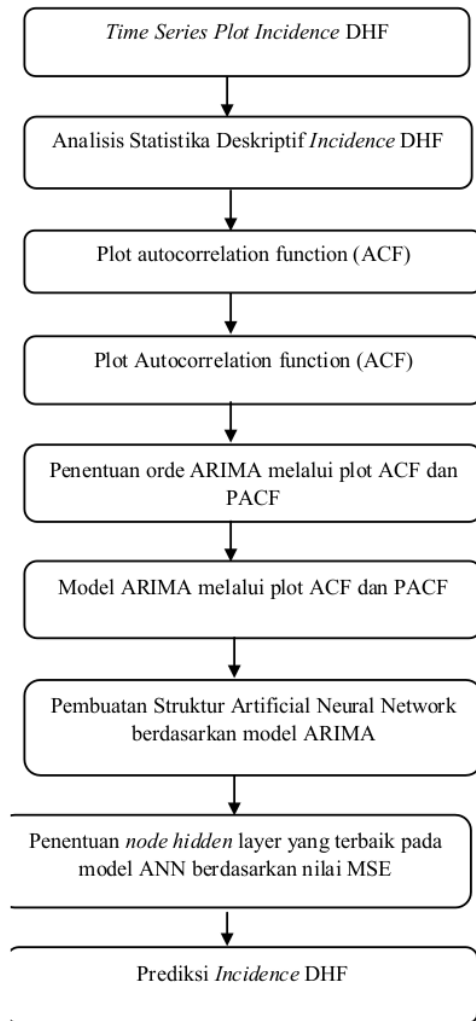 Time Series Plot Incidence DHF
Analisis Statistika Deskriptif Incidence DHF
Plot autocorrelation function (ACF)
Plot Autocorrelation function (ACF)
Penentuan orde ARIMA melalui plot ACF dan
PACF
Model ARIMA melalui plot ACF dan PACF
Pembuatan Struktur Artificial Neural Network
berdasarkan model ARIMA
Penentuan node hidden layer yang terbaik pada
model ANN berdasarkan nilai MSE
Prediksi Incidence DHF